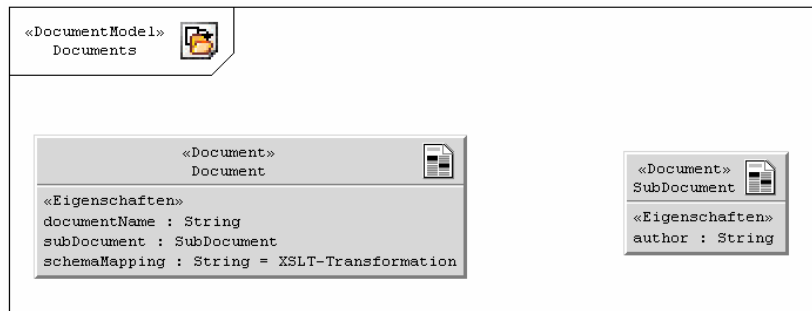 «DocumentModel»
Documents
«Document»
Document
«Eigenschaften»
documentName : String
subDocument : SubDocument
schemaMapping : String = XSLT-Transformation
«Document»
SubDocument
«Eigenschaften»
author : String